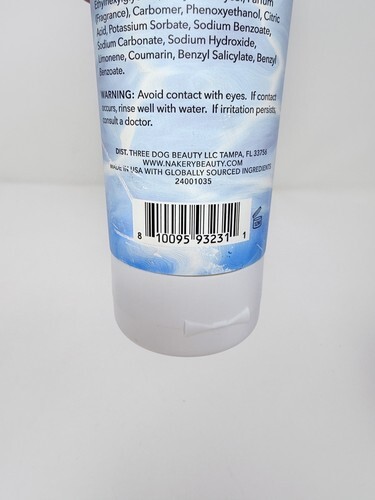 (Fragrance), Carbomer, Phenoxyethanol, Citric
Acid, Potassium Sorbate, Sodium Benzoate,
Sodium Carbonate, Sodium Hydroxide,
Limonene, Coumarin, Benzyl Salicylate, Benzyl
Benzoate.
WARNING: Avoid contact with eyes. If contact
occurs, rinse well with water. If irritation persists,
consult a doctor.
DIST. THREE DOG BEAUTY LLC TAMPA, FL 33756
WWW.NAKERYBEAUTY.COM
MADE IN USA WITH GLOBALLY SOURCED INGREDIENTS
24001035
8 10095 93231 1